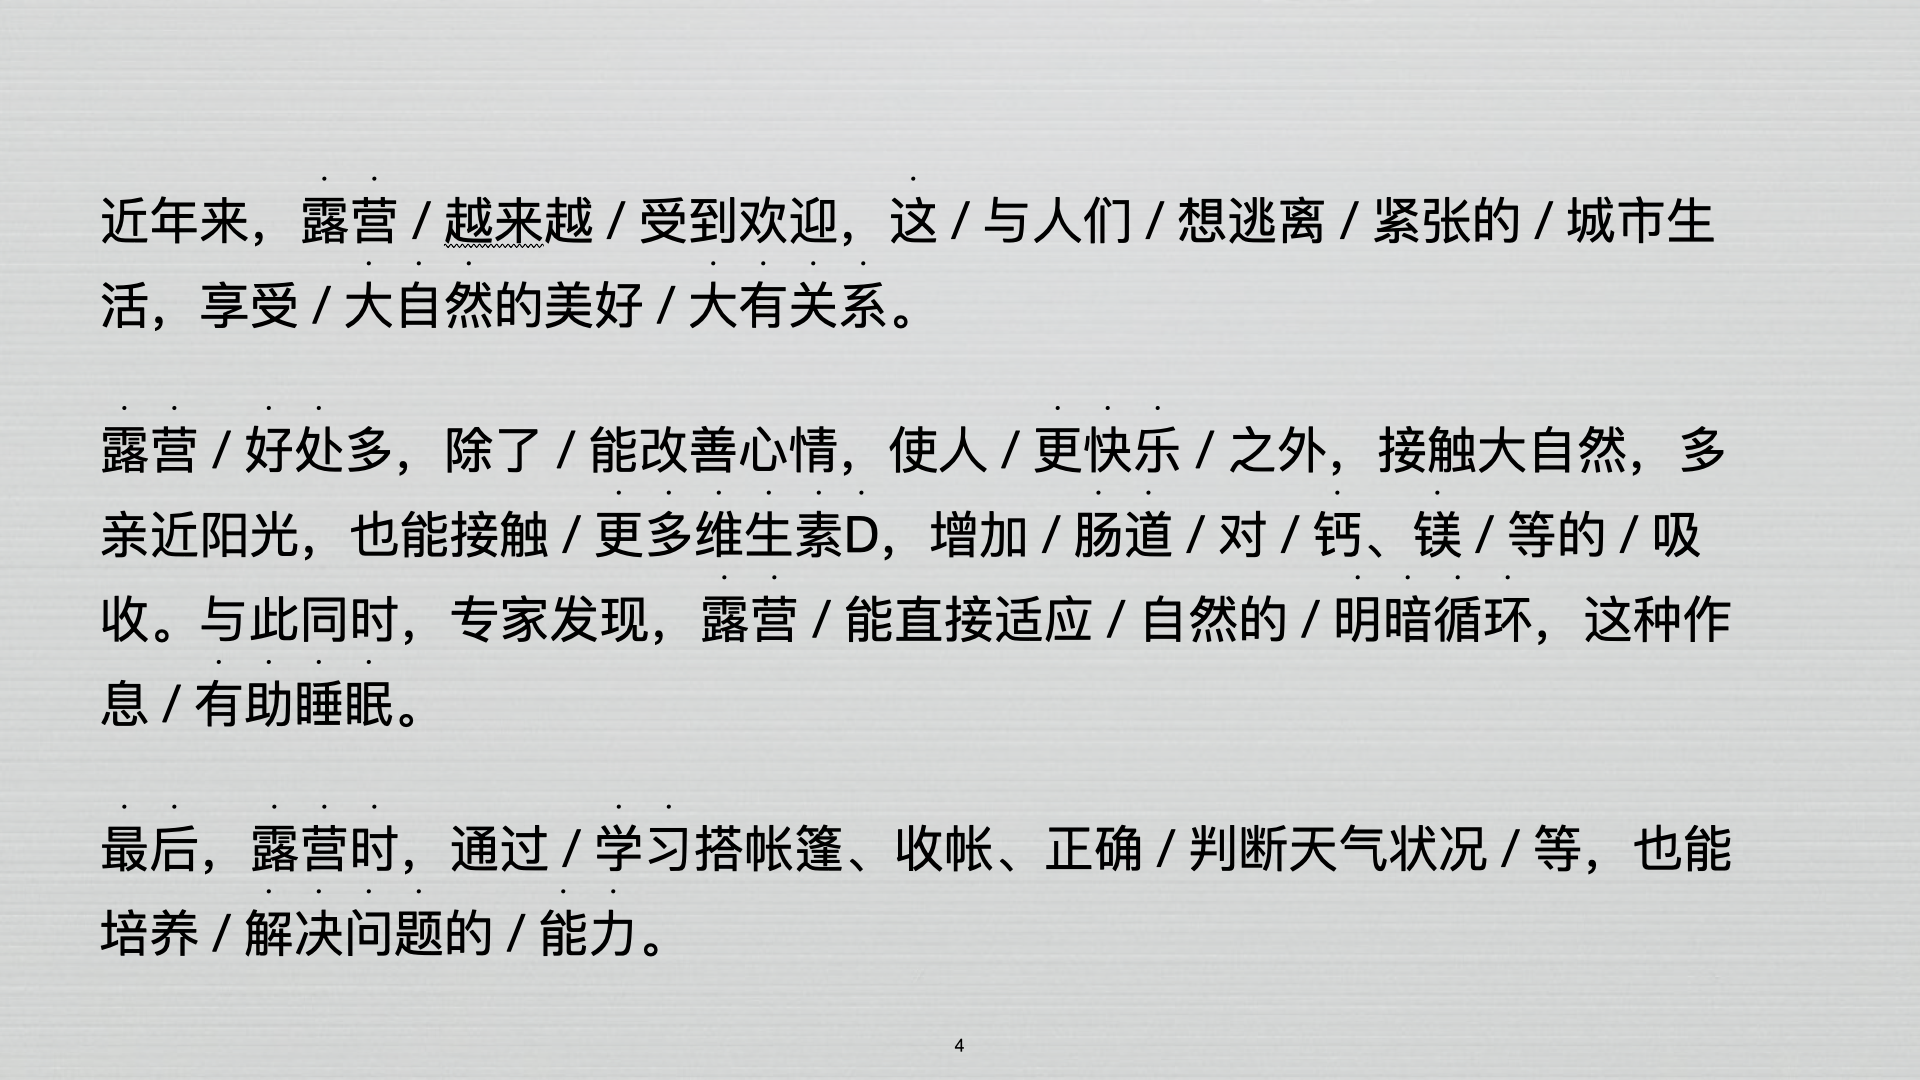 近年来，露营 / 越来越 / 受到欢迎，这 / 与人们 / 想逃离 / 紧张的 / 城市生
活，享受 / 大自然的美好 / 大有关系。
露营 / 好处多，除了 / 能改善心情，使人 / 更快乐 / 之外，接触大自然，多
亲近阳光，也能接触 / 更多维生素D，增加 / 肠道 / 对 / 钙、镁 / 等的 / 吸
收。与此同时，专家发现，露营 / 能直接适应 / 自然的 / 明暗循环，这种作
息 / 有助睡眠。
最后，露营时，通过 / 学习搭帐篷、收帐、正确 / 判断天气状况 / 等，也能
培养 / 解决问题的 / 能力。
4